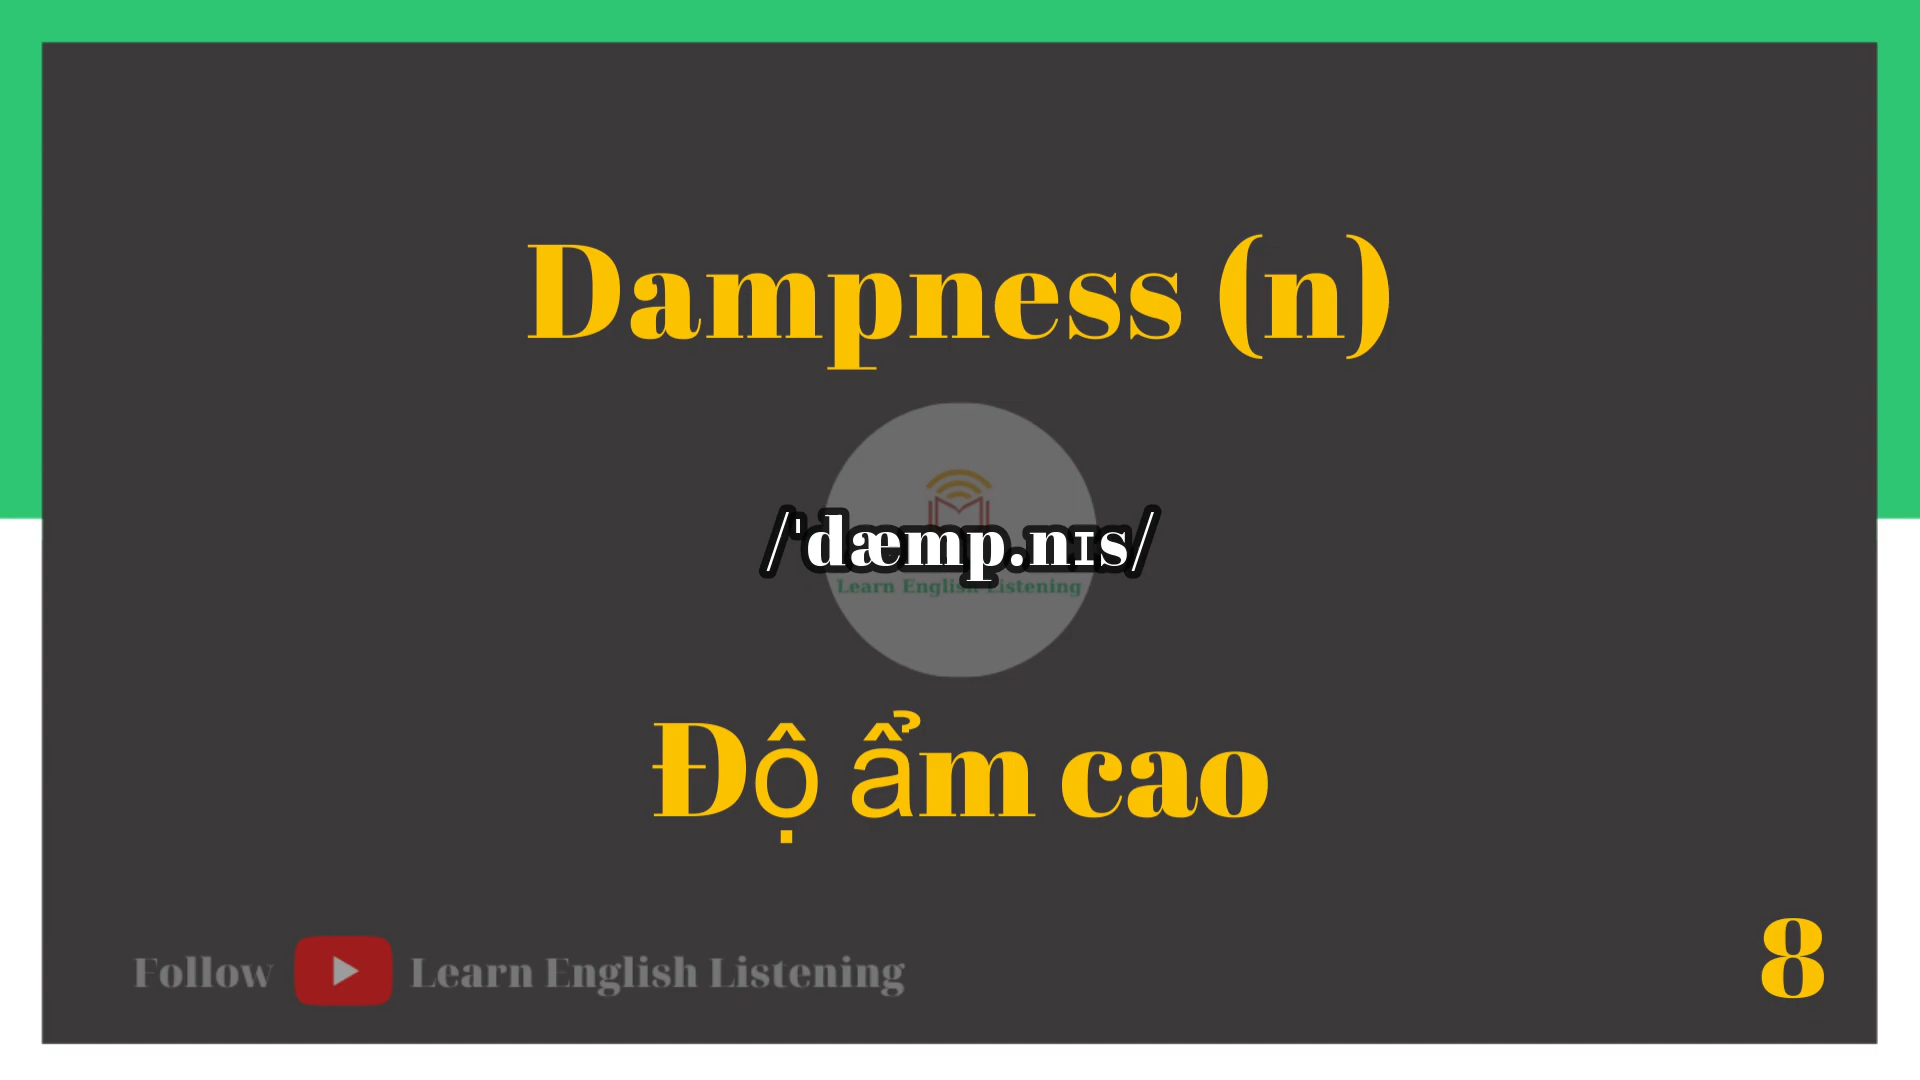 Dampness (n)
/ˈdæmp.nɪs/
Learn English Listening
Độ ẩm cao
Follow Learn English Listening
8